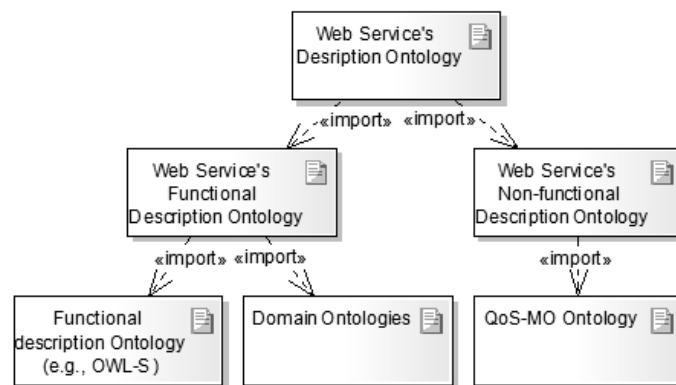 Web Service's
Desription Ontology
«import» «import»
Web Service's
Functional
Description Ontology
Web Service's
Non-functional
Description Ontology
«import» «import»
«import»
Functional
description Ontology
(e.g., OWL-S)
Domain Ontologies
QoS-MO Ontology